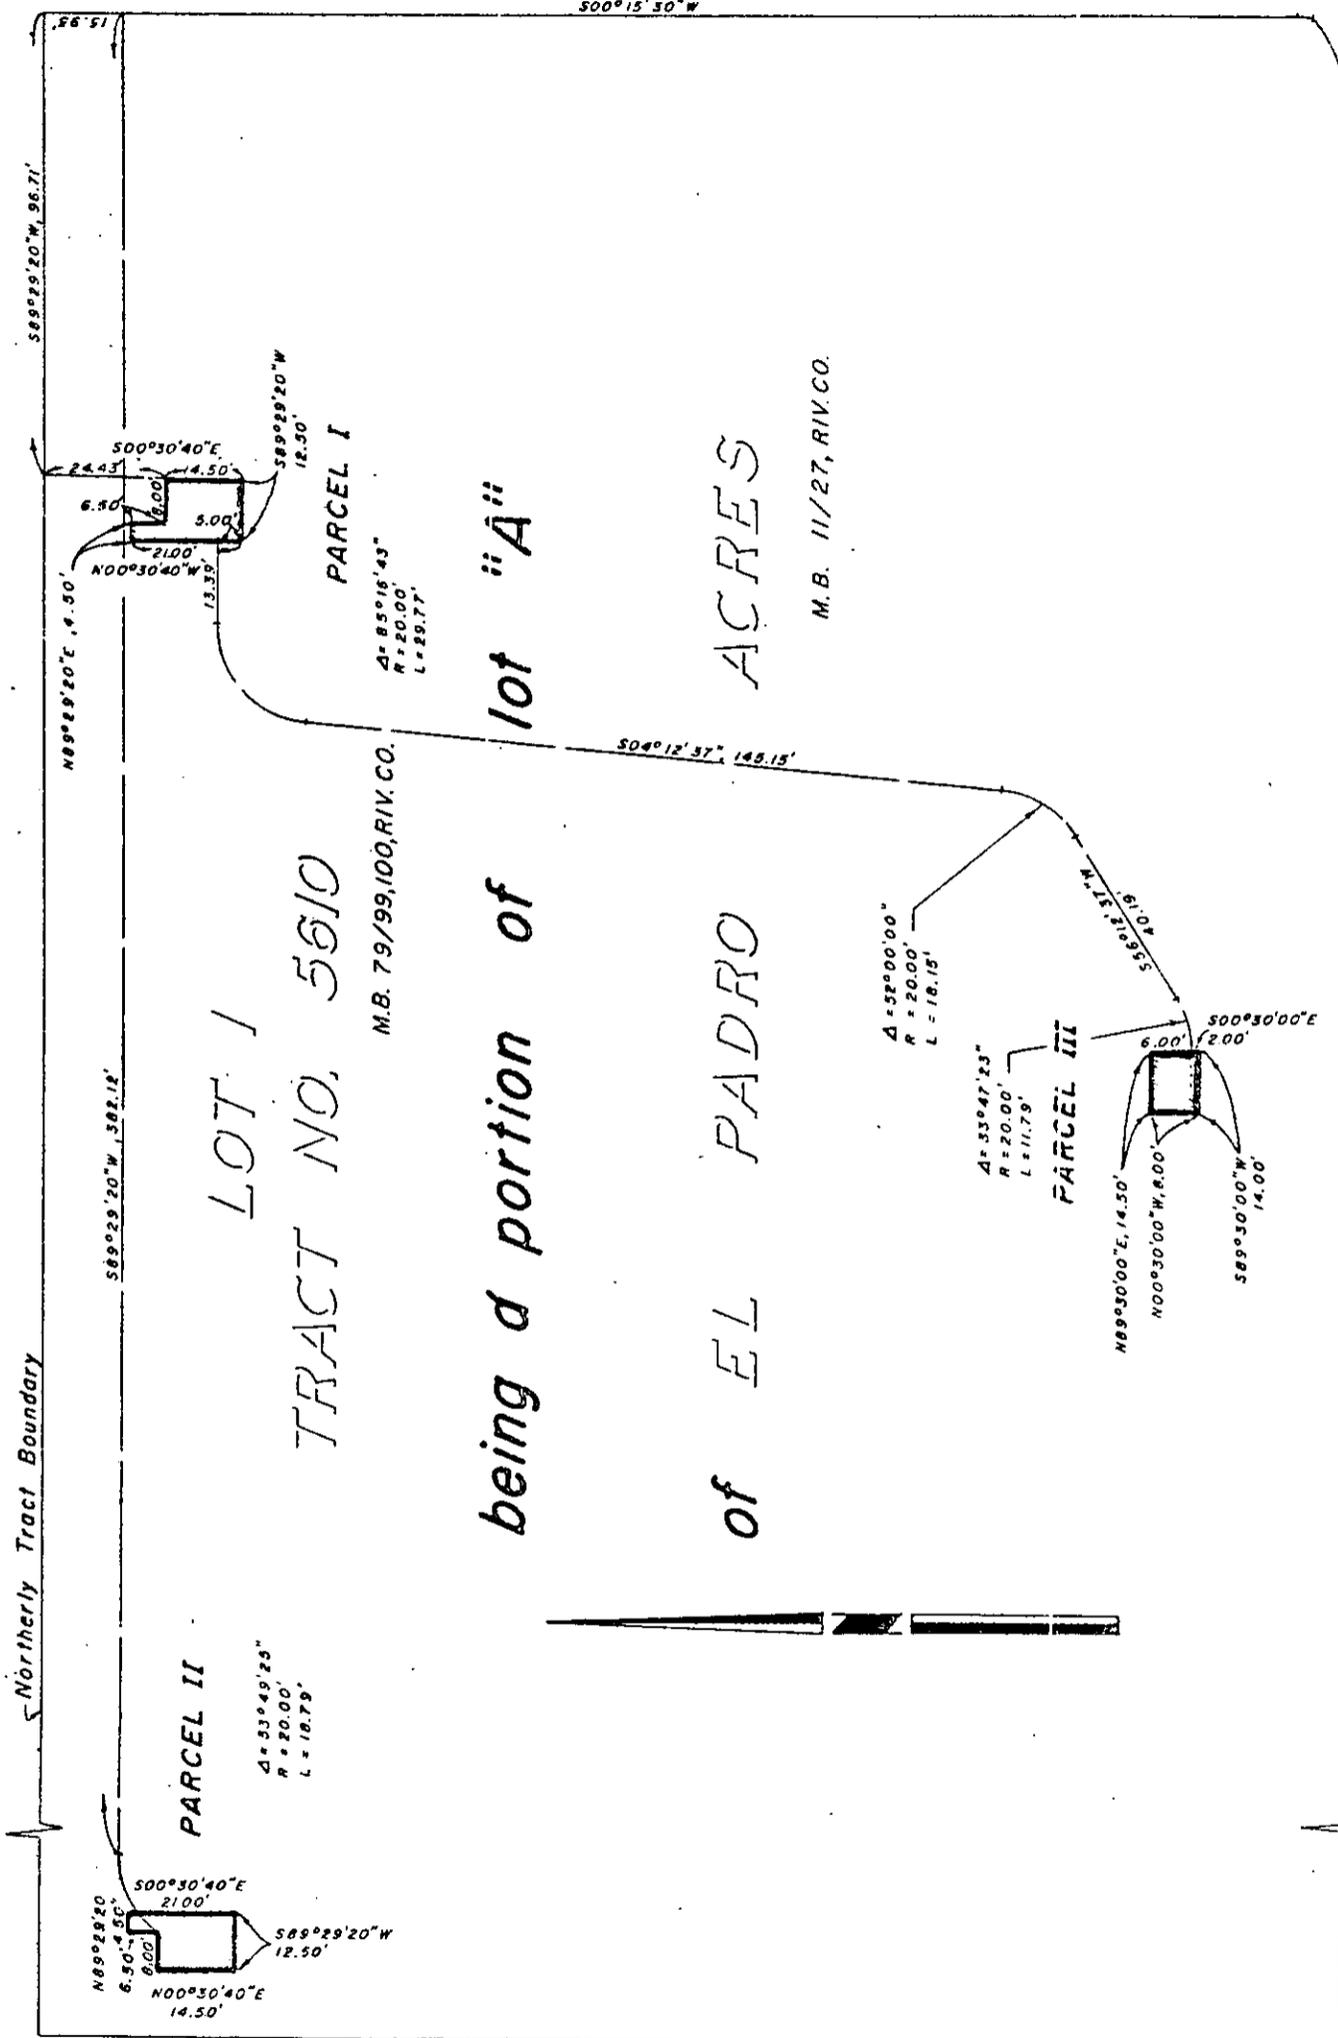 S00°15'30"W
15.93'
S89°29'20"W, 96.71'
Northerly Tract Boundary
S89°29'20"W, 382.12'
N89°29'20"E, 4.50'
24.43'
S00°30'40"E
14.50'
6.50'
8.00'
5.00'
21.00'
N00°30'40"W
13.39'
S89°29'20"W
12.50'
PARCEL I
Δ=85°16'43"
R=20.00'
L=29.77'
LOT 1
TRACT NO. 5610
M.B. 79/99,100,RIV.CO.
being a portion of lot "A"
of EL PADRO ACRES
M.B. 11/27, RIV.CO.
S04°12'37", 145.15'
Δ=52°00'00"
R=20.00'
L=18.15'
S56°12'37"W
40.19'
Δ=33°47'23"
R=20.00'
L=11.79'
PARCEL III
6.00'
S00°30'00"E
2.00'
N89°30'00"E, 14.50'
N00°30'00"W, 8.00'
S89°30'00"W
14.00'
PARCEL II
Δ=53°49'25"
R=20.00'
L=18.79'
N89°29'20
4.50'
6.50'
8.00'
S00°30'40"E
21.00'
S89°29'20"W
12.50'
N00°30'40"E
14.50'